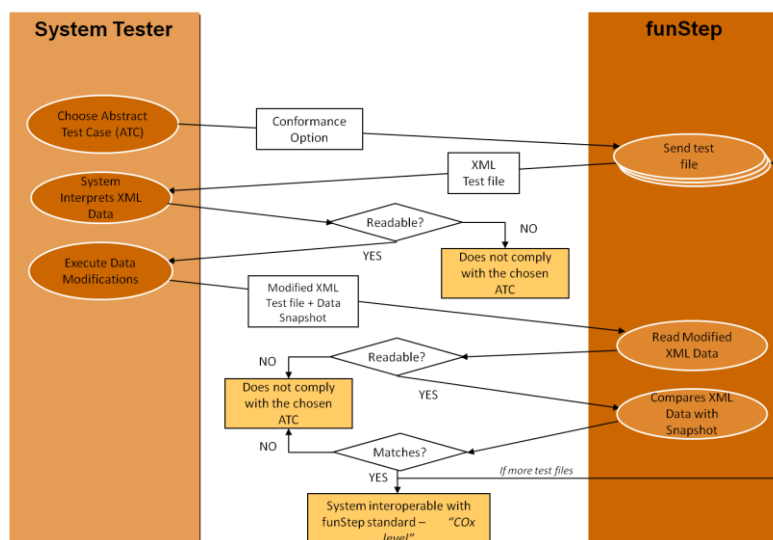 System Tester
funStep
Choose Abstract
Test Case (ATC)
Conformance
Option
Send test
file
XML
Test file
System
Interprets XML
Data
Readable?
NO
YES
Does not comply
with the chosen
ATC
Execute Data
Modifications
Modified XML
Test file + Data
Snapshot
Read Modified
XML Data
Readable?
NO
YES
Does not comply
with the chosen
ATC
Compares XML
Data with
Snapshot
NO
Matches?
YES
If more test files
System interoperable with
funStep standard – "COx
level"